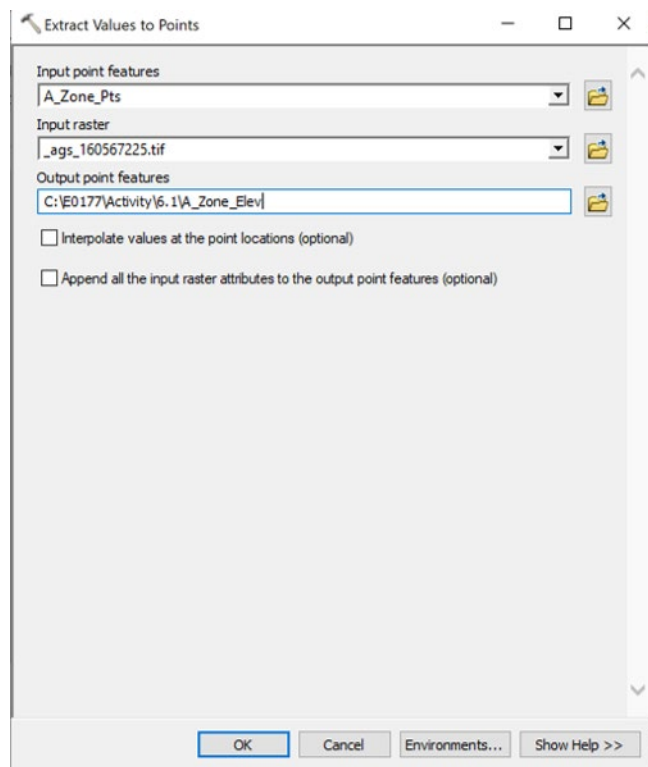 Extract Values to Points
Input point features
A_Zone_Pts
Input raster
_ags_160567225.tif
Output point features
C:\E0177\Activity\6.1\A_Zone_Elev
Interpolate values at the point locations (optional)
Append all the input raster attributes to the output point features (optional)
OK Cancel Environments... Show Help >>